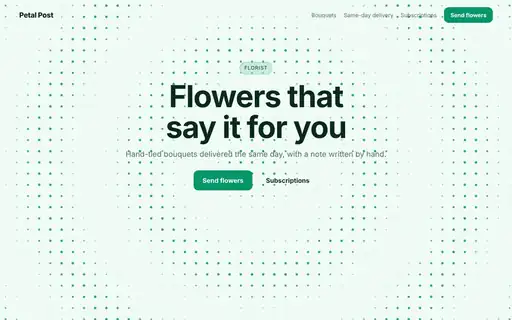 Petal Post
Bouquets Same-day delivery Subscriptions Send flowers
FLORIST
Flowers that
say it for you
Hand-tied bouquets delivered the same day, with a note written by hand.
Send flowers Subscriptions